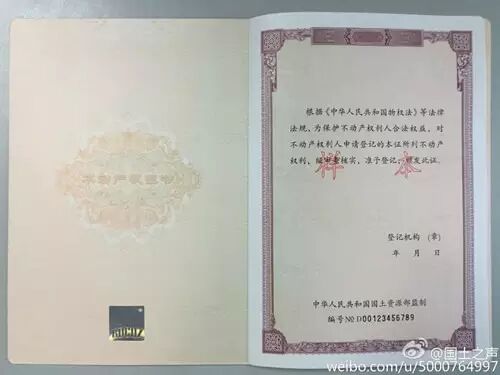 根据《中华人民共和国物权法》等法律
法规，为保护不动产权利人合法权益，对
不动产权利人申请登记的本证所列不动产
权利，经审查核实，准予登记，颁发此证。
样本
登记机构 （章）
年 月 日
中华人民共和国国土资源部监制
编号№D00123456789
@国土之声
weibo.com/u/5000764997